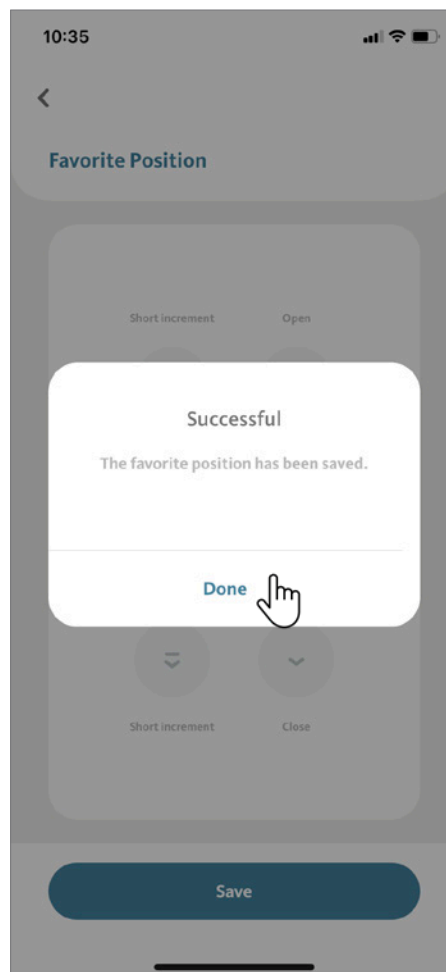 10:35
Favorite Position
Short increment Open
Successful
The favorite position has been saved.
Done
Short increment Close
Save